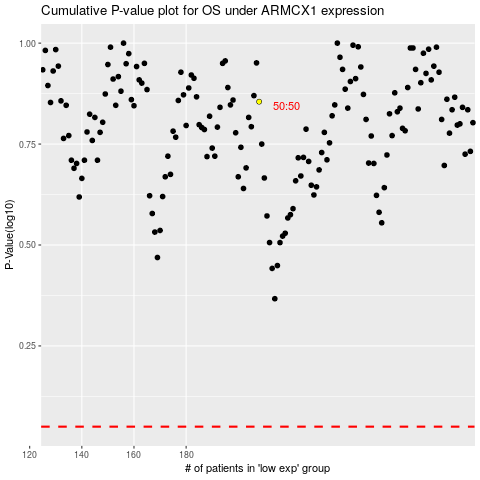 Cumulative P-value plot for OS under ARMCX1 expression
P-Value(log10)
1.00
0.75
0.50
0.25
50:50
120 140 160 180
# of patients in 'low exp' group